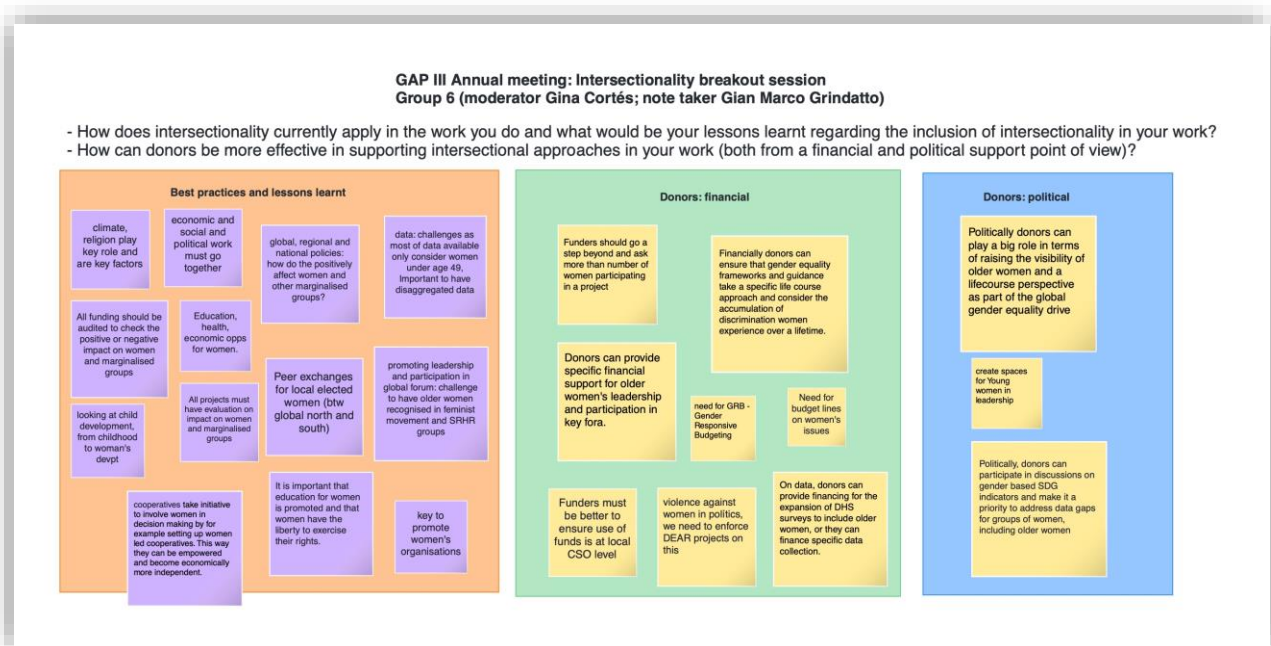 GAP III Annual meeting: Intersectionality breakout session
Group 6 (moderator Gina Cortés; note taker Gian Marco Grindatto)
- How does intersectionality currently apply in the work you do and what would be your lessons learnt regarding the inclusion of intersectionality in your work?
- How can donors be more effective in supporting intersectional approaches in your work (both from a financial and political support point of view)?
Best practices and lessons learnt
climate,
religion play
key role and
are key factors
economic and
social and
political work
must go
together
global, regional and
national policies:
how do the positively
affect women and
other marginalised
groups?
data: challenges as
most of data available
only consider women
under age 49,
Important to have
disaggregated data
All funding should be
audited to check the
positive or negative
impact on women
and marginalised
groups
Education,
health,
economic opps
for women.
Peer exchanges
for local elected
women (btw
global north and
south)
promoting leadership
and participation in
global forum: challenge
to have older women
recognised in feminist
movement and SRHR
groups
looking at child
development,
from childhood
to woman's
devpt
All projects must
have evaluation on
impact on women
and marginalised
groups
cooperatives take initiative
to involve women in
decision making by for
example setting up women
led cooperatives. This way
they can be empowered
and become economically
more independent.
It is important that
education for women
is promoted and that
women have the
liberty to exercise
their rights.
key to
promote
women's
organisations
Donors: financial
Funders should go a
step beyond and ask
more than number of
women participating
in a project
Financially donors can
ensure that gender equality
frameworks and guidance
take a specific life course
approach and consider the
accumulation of
discrimination women
experience over a lifetime.
Donors can provide
specific financial
support for older
women's leadership
and participation in
key fora.
need for GRB -
Gender
Responsive
Budgeting
Need for
budget lines
on women's
issues
Funders must
be better to
ensure use of
funds is at local
CSO level
violence against
women in politics,
we need to enforce
DEAR projects on
this
On data, donors can
provide financing for the
expansion of DHS
surveys to include older
women, or they can
finance specific data
collection.
Donors: political
Politically donors can
play a big role in terms
of raising the visibility of
older women and a
lifecourse perspective
as part of the global
gender equality drive
create spaces
for Young
women in
leadership
Politically, donors can
participate in discussions on
gender based SDG
indicators and make it a
priority to address data gaps
for groups of women,
including older women